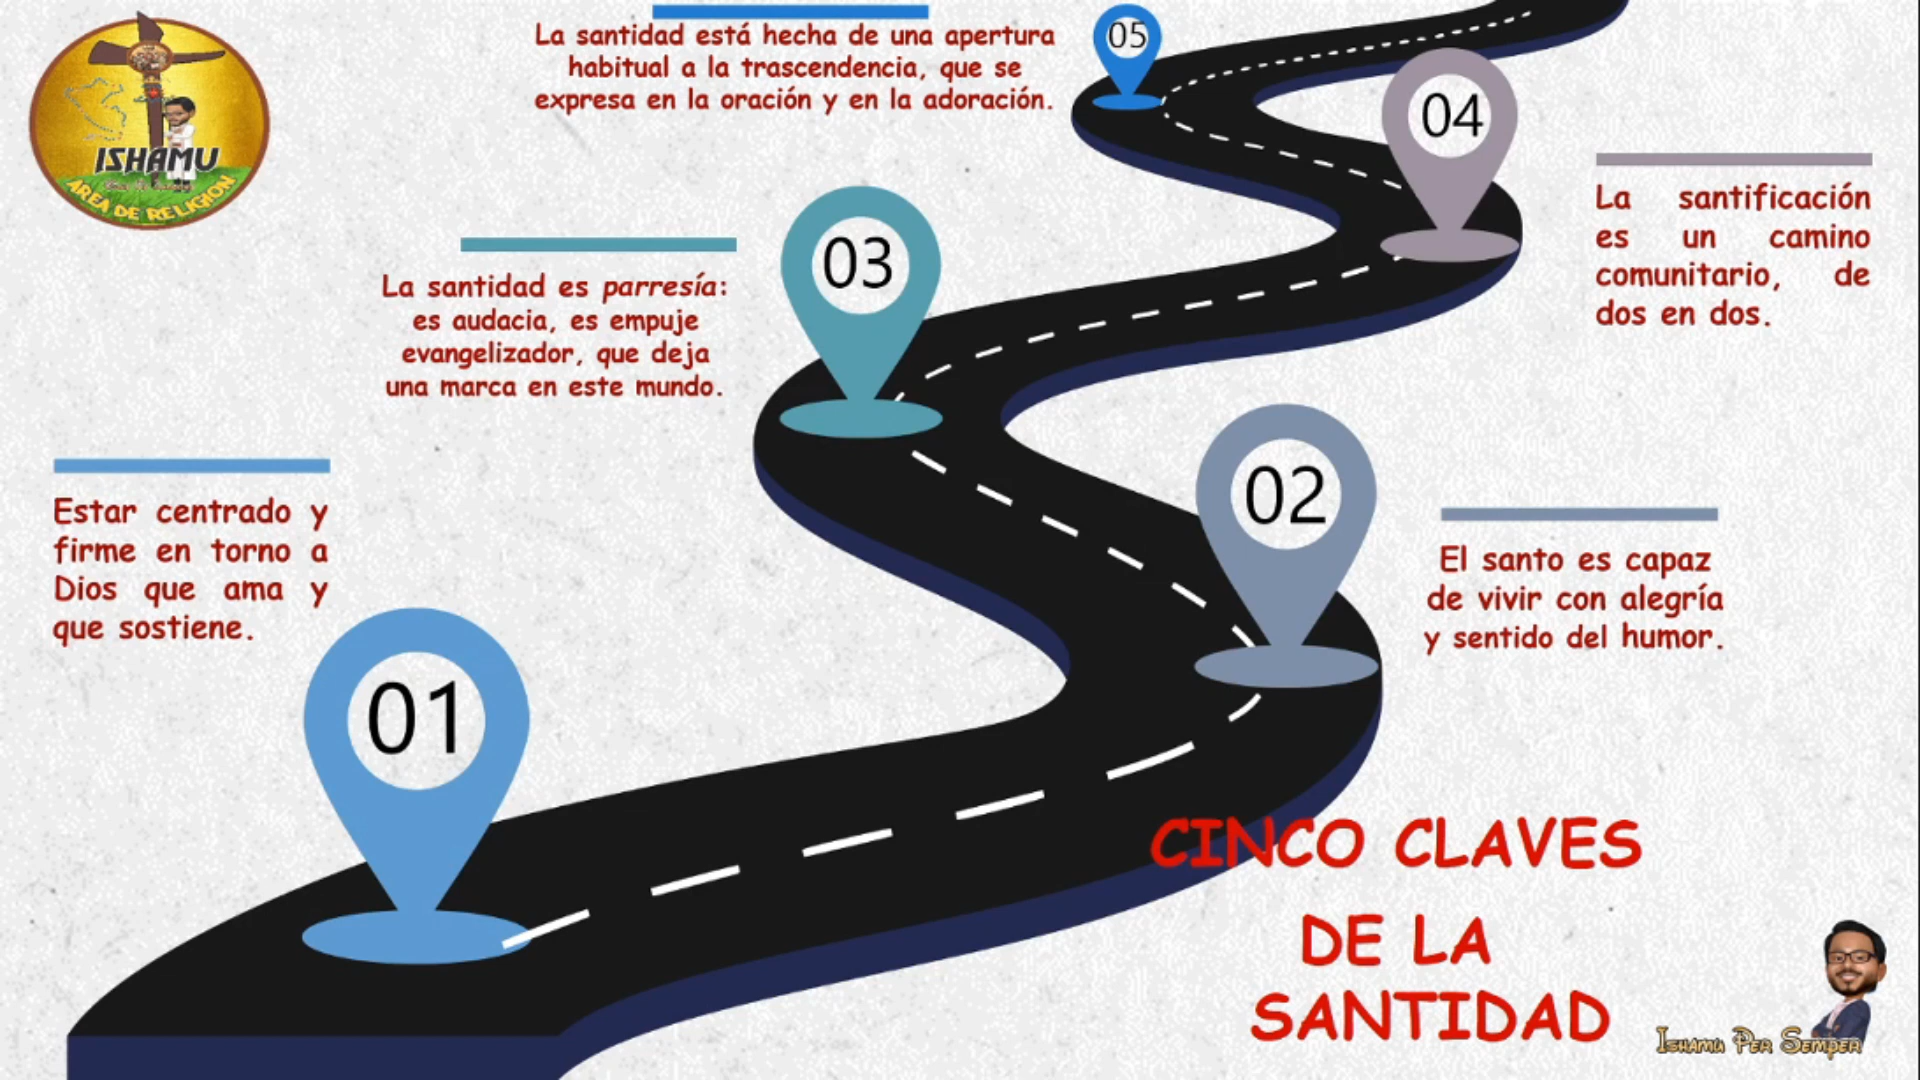 ISHAMU
AREA DE RELIGION
La santidad está hecha de una apertura
habitual a la trascendencia, que se
expresa en la oración y en la adoración.
05
04
La santificación
es un camino
comunitario, de
dos en dos.
03
La santidad es parresía:
es audacia, es empuje
evangelizador, que deja
una marca en este mundo.
02
El santo es capaz
de vivir con alegría
y sentido del humor.
Estar centrado y
firme en torno a
Dios que ama y
que sostiene.
01
CINCO CLAVES
DE LA
SANTIDAD
Ishamu Per Semper